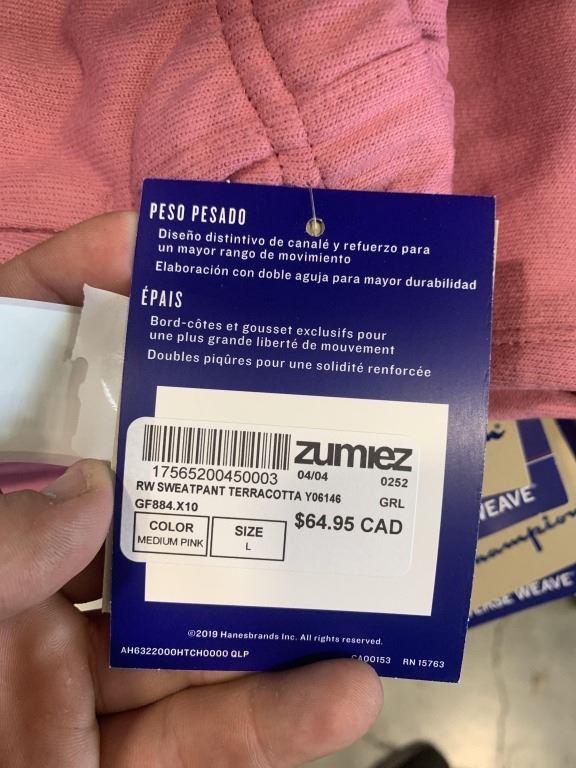 PESO PESADO
Diseño distintivo de canalé y refuerzo para
un mayor rango de movimiento
Elaboración con doble aguja para mayor durabilidad
ÉPAIS
Bord-côtes et gousset exclusifs pour
une plus grande liberté de mouvement
Doubles piqûres pour une solidité renforcée
zumiez
17565200450003 04/04 0252
RW SWEATPANT TERRACOTTA Y06146 GRL
GF884.X10
$64.95 CAD
COLOR
MEDIUM PINK
SIZE
L
©2019 Hanesbrands Inc. All rights reserved.
AH6322000HTCH0000 QLP CA00153 RN 15763
WEAVE
hampion
ERSE WEAVE